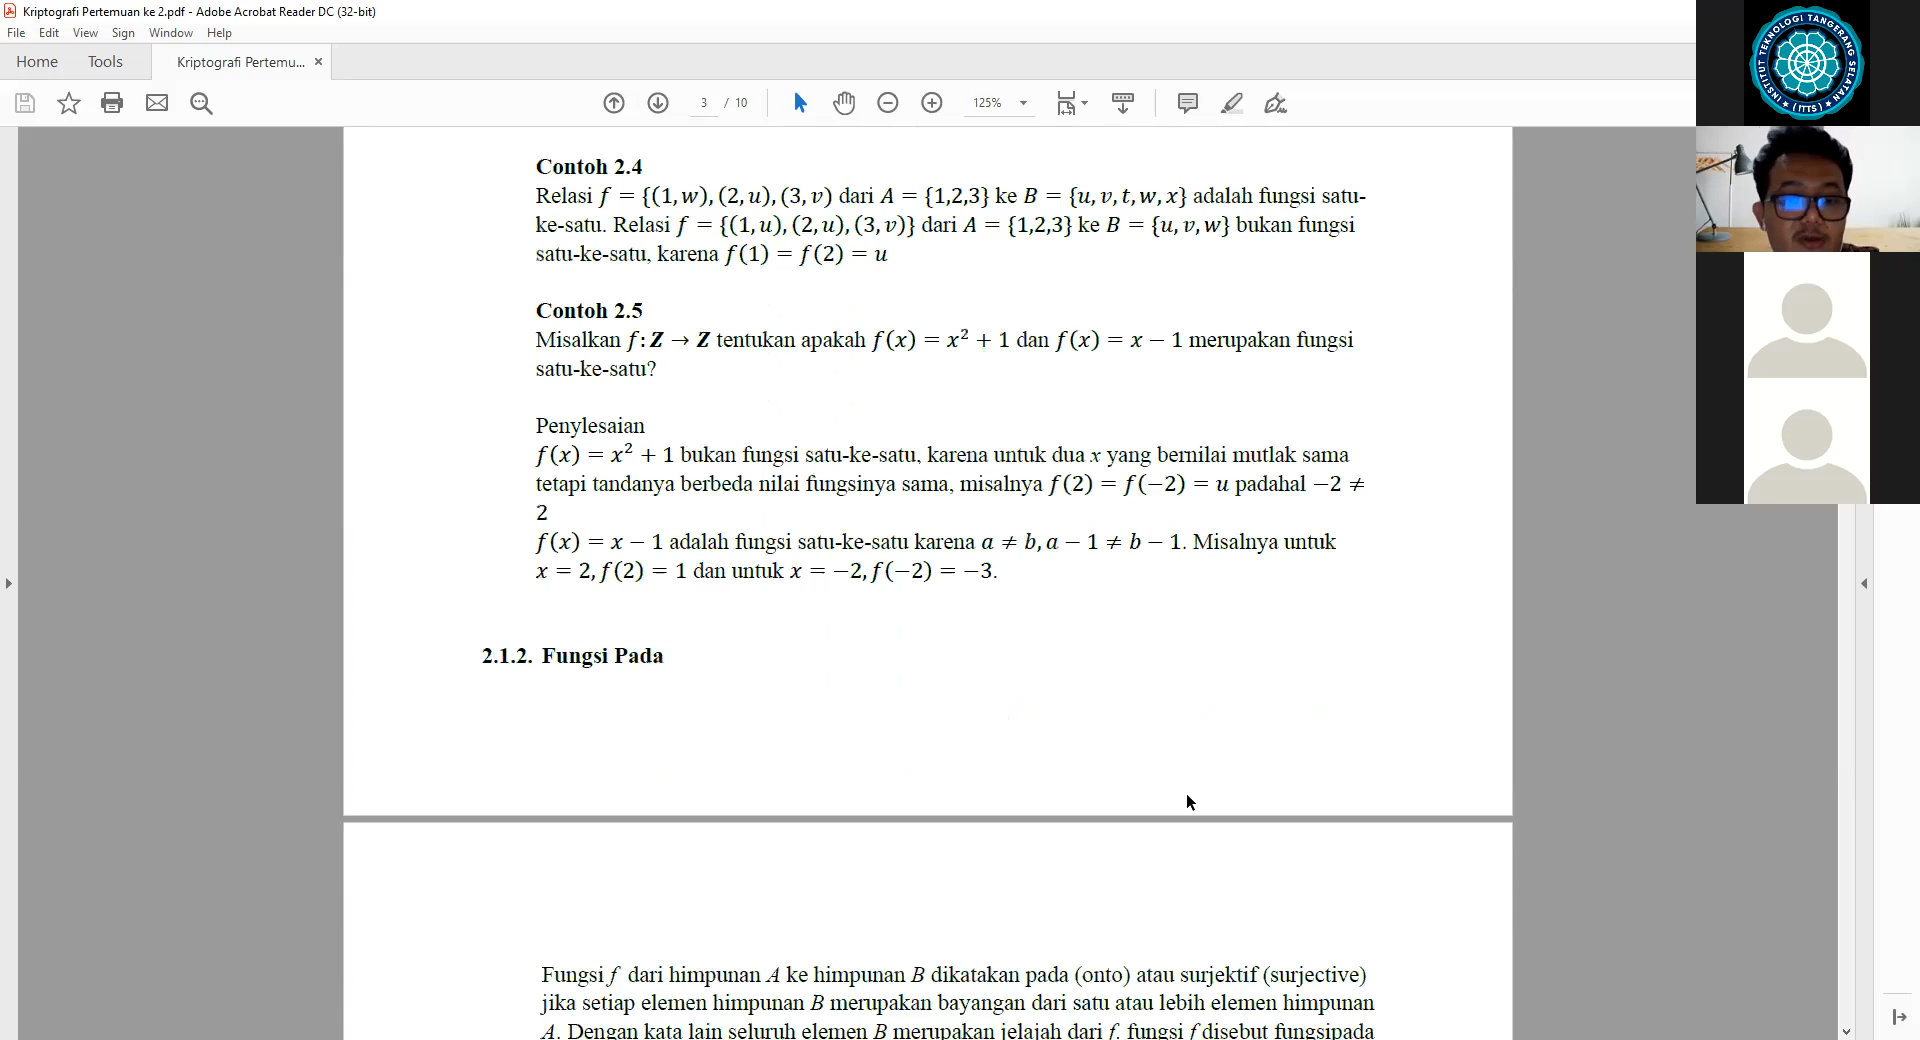 Kriptografi Pertemuan ke 2.pdf - Adobe Acrobat Reader DC (32-bit)
File Edit View Sign Window Help
Home Tools Kriptografi Pertemu... ×
3 / 10 125%
INSTITUT TEKNOLOGI TANGERANG SELATAN
(ITTS)
Contoh 2.4
Relasi f = {(1, w), (2, u), (3, v) dari A = {1,2,3} ke B = {u, v, t, w, x} adalah fungsi satu-
ke-satu. Relasi f = {(1, u), (2, u), (3, v)} dari A = {1,2,3} ke B = {u, v, w} bukan fungsi
satu-ke-satu, karena f(1) = f(2) = u
Contoh 2.5
Misalkan f: Z → Z tentukan apakah f(x) = x² + 1 dan f(x) = x − 1 merupakan fungsi
satu-ke-satu?
Penylesaian
f(x) = x² + 1 bukan fungsi satu-ke-satu, karena untuk dua x yang bernilai mutlak sama
tetapi tandanya berbeda nilai fungsinya sama, misalnya f(2) = f(−2) = u padahal −2 ≠
2
f(x) = x − 1 adalah fungsi satu-ke-satu karena a ≠ b, a − 1 ≠ b − 1. Misalnya untuk
x = 2, f(2) = 1 dan untuk x = −2, f(−2) = −3.
2.1.2. Fungsi Pada
Fungsi f dari himpunan A ke himpunan B dikatakan pada (onto) atau surjektif (surjective)
jika setiap elemen himpunan B merupakan bayangan dari satu atau lebih elemen himpunan
A. Dengan kata lain seluruh elemen B merupakan jelajah dari f. fungsi f disebut fungsipada